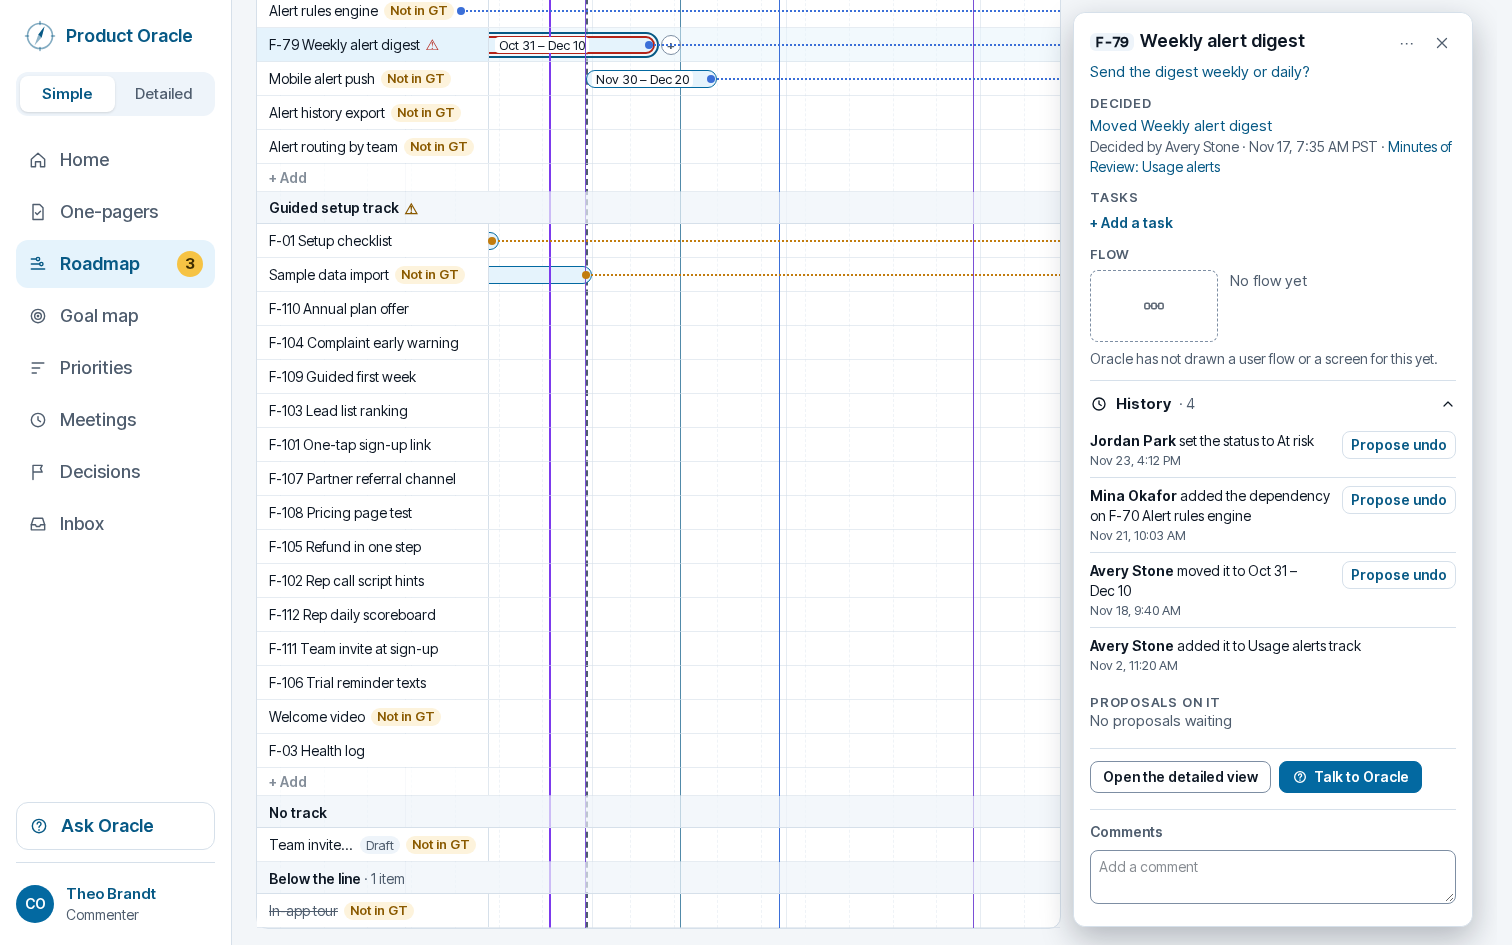 Product Oracle
Simple
Detailed
Home
One-pagers
Roadmap
3
Goal map
Priorities
Meetings
Decisions
Inbox
Ask Oracle
CO
Theo Brandt
Commenter
Alert rules engine Not in GT
F-79 Weekly alert digest
Oct 31 – Dec 10
Mobile alert push Not in GT
Nov 30 – Dec 20
Alert history export Not in GT
Alert routing by team Not in GT
+ Add
Guided setup track
F-01 Setup checklist
Sample data import Not in GT
F-110 Annual plan offer
F-104 Complaint early warning
F-109 Guided first week
F-103 Lead list ranking
F-101 One-tap sign-up link
F-107 Partner referral channel
F-108 Pricing page test
F-105 Refund in one step
F-102 Rep call script hints
F-112 Rep daily scoreboard
F-111 Team invite at sign-up
F-106 Trial reminder texts
Welcome video Not in GT
F-03 Health log
+ Add
No track
Team invite... Draft Not in GT
Below the line · 1 item
In-app tour Not in GT
F-79 Weekly alert digest
Send the digest weekly or daily?
DECIDED
Moved Weekly alert digest
Decided by Avery Stone · Nov 17, 7:35 AM PST · Minutes of
Review: Usage alerts
TASKS
+ Add a task
FLOW
No flow yet
Oracle has not drawn a user flow or a screen for this yet.
History · 4
Jordan Park set the status to At risk
Propose undo
Nov 23, 4:12 PM
Mina Okafor added the dependency
on F-70 Alert rules engine
Propose undo
Nov 21, 10:03 AM
Avery Stone moved it to Oct 31 –
Dec 10
Propose undo
Nov 18, 9:40 AM
Avery Stone added it to Usage alerts track
Nov 2, 11:20 AM
PROPOSALS ON IT
No proposals waiting
Open the detailed view
Talk to Oracle
Comments
Add a comment